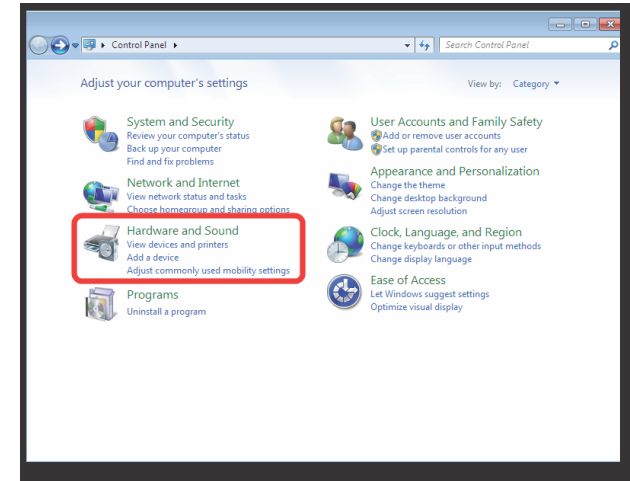 Control Panel
Search Control Panel
Adjust your computer's settings
View by: Category
System and Security
Review your computer's status
Back up your computer
Find and fix problems
Network and Internet
View network status and tasks
Choose homegroup and sharing options
Hardware and Sound
View devices and printers
Add a device
Adjust commonly used mobility settings
Programs
Uninstall a program
User Accounts and Family Safety
Add or remove user accounts
Set up parental controls for any user
Appearance and Personalization
Change the theme
Change desktop background
Adjust screen resolution
Clock, Language, and Region
Change keyboards or other input methods
Change display language
Ease of Access
Let Windows suggest settings
Optimize visual display